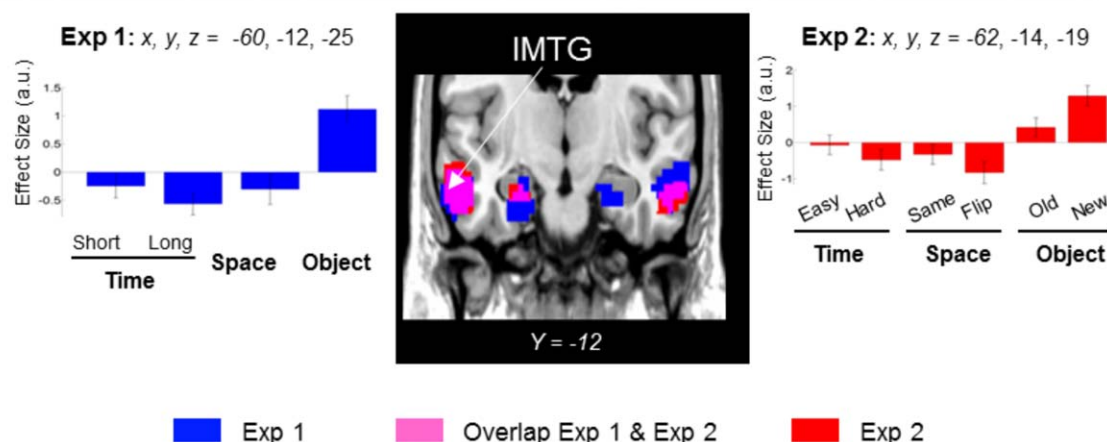 Exp 1: x, y, z = -60, -12, -25
Effect Size (a.u.)
1.5
1
0.5
0
-0.5
Short Long
Time Space Object
lMTG
Y = -12
Exp 2: x, y, z = -62, -14, -19
Effect Size (a.u.)
2
1
0
-1
Easy Hard Same Flip Old New
Time Space Object
Exp 1 Overlap Exp 1 & Exp 2 Exp 2